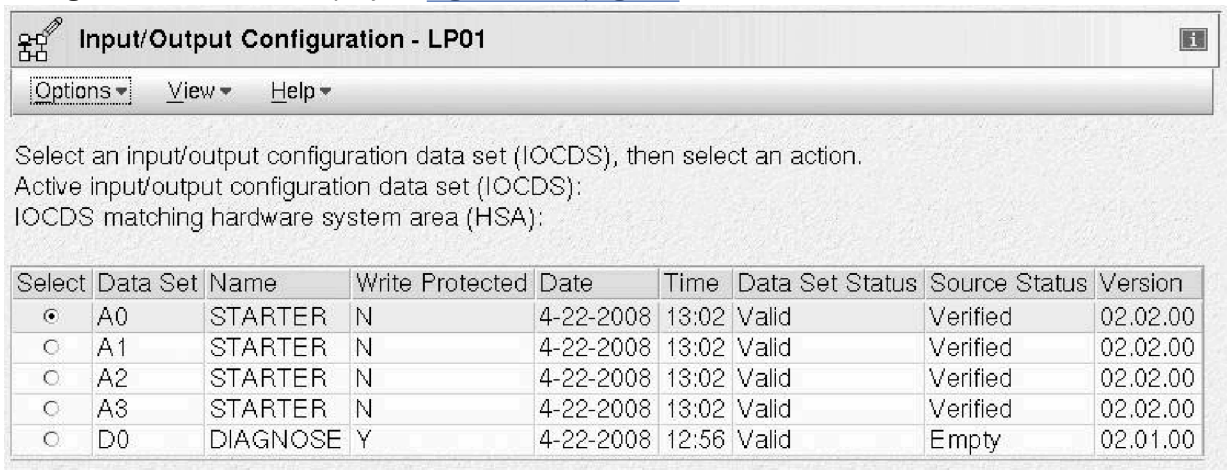 Input/Output Configuration - LP01
Options View Help
Select an input/output configuration data set (IOCDS), then select an action.
Active input/output configuration data set (IOCDS):
IOCDS matching hardware system area (HSA):
Select Data Set Name Write Protected Date Time Data Set Status Source Status Version
A0 STARTER N 4-22-2008 13:02 Valid Verified 02.02.00
A1 STARTER N 4-22-2008 13:02 Valid Verified 02.02.00
A2 STARTER N 4-22-2008 13:02 Valid Verified 02.02.00
A3 STARTER N 4-22-2008 13:02 Valid Verified 02.02.00
D0 DIAGNOSE Y 4-22-2008 12:56 Valid Empty 02.01.00